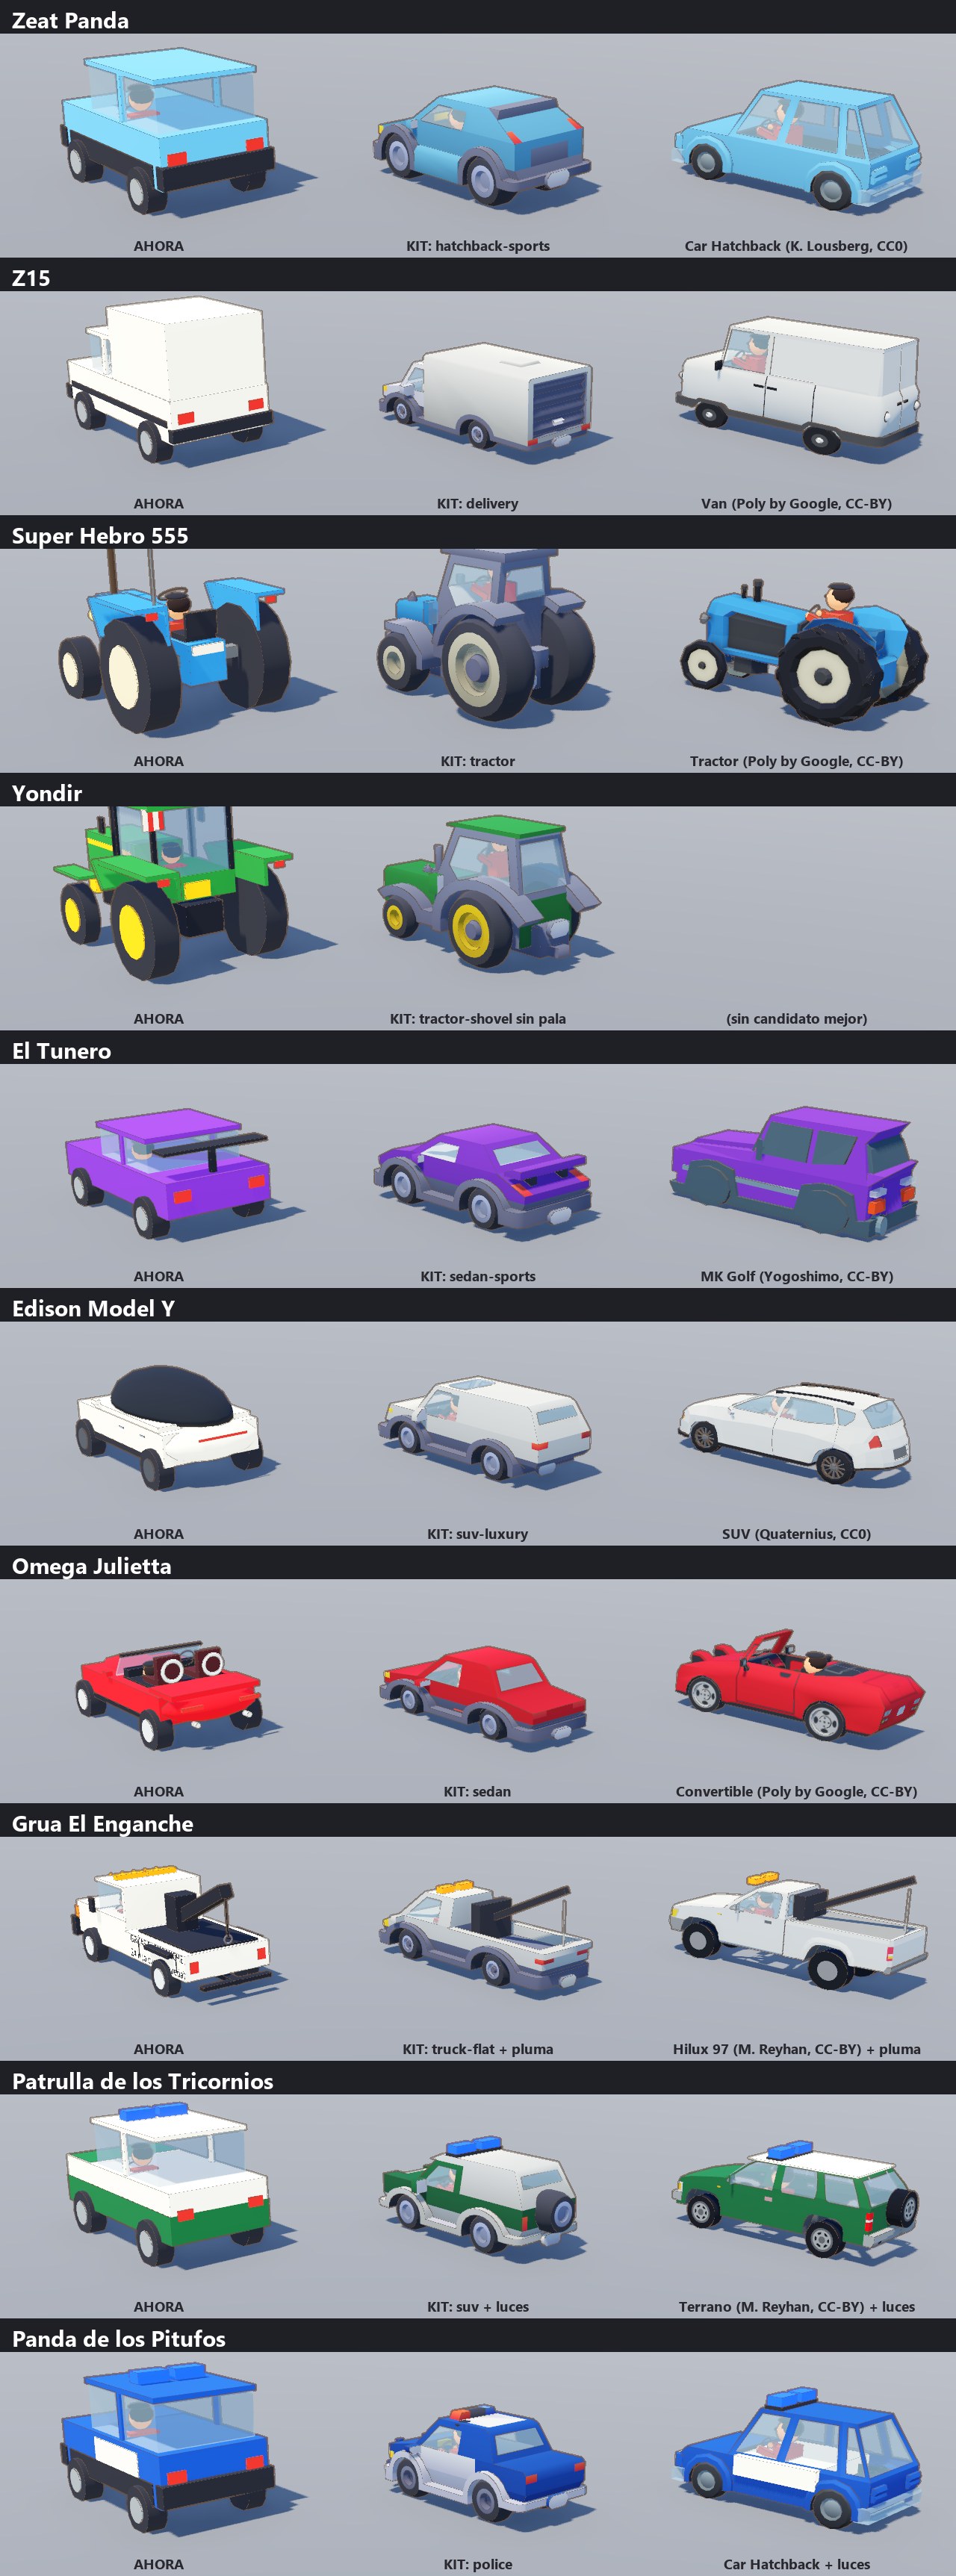 Zeat Panda
AHORA
KIT: hatchback-sports
Car Hatchback (K. Lousberg, CC0)
Z15
AHORA
KIT: delivery
Van (Poly by Google, CC-BY)
Super Hebro 555
AHORA
KIT: tractor
Tractor (Poly by Google, CC-BY)
Yondir
AHORA
KIT: tractor-shovel sin pala
(sin candidato mejor)
El Tunero
AHORA
KIT: sedan-sports
MK Golf (Yogoshimo, CC-BY)
Edison Model Y
AHORA
KIT: suv-luxury
SUV (Quaternius, CC0)
Omega Julietta
AHORA
KIT: sedan
Convertible (Poly by Google, CC-BY)
Grua El Enganche
AHORA
KIT: truck-flat + pluma
Hilux 97 (M. Reyhan, CC-BY) + pluma
Patrulla de los Tricornios
AHORA
KIT: suv + luces
Terrano (M. Reyhan, CC-BY) + luces
Panda de los Pitufos
AHORA
KIT: police
Car Hatchback + luces